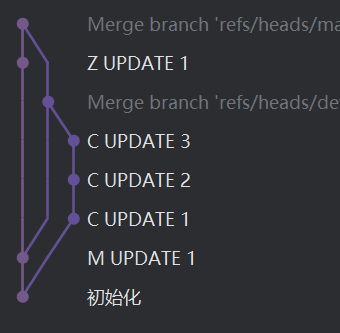 Merge branch 'refs/heads/ma
Z UPDATE 1
Merge branch 'refs/heads/de
C UPDATE 3
C UPDATE 2
C UPDATE 1
M UPDATE 1
初始化